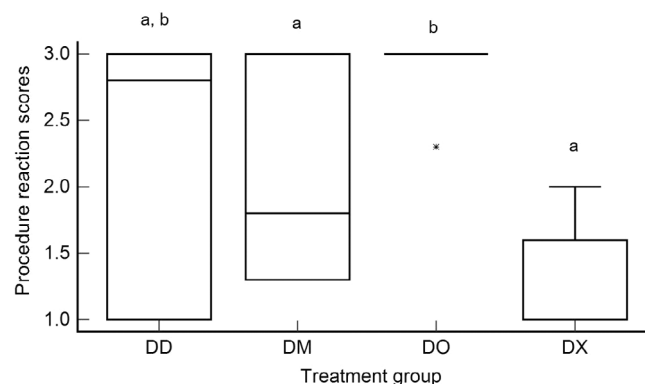 a, b
a
b
a
Procedure reaction scores
3.0
2.5
2.0
1.5
1.0
DD
DM
DO
DX
Treatment group